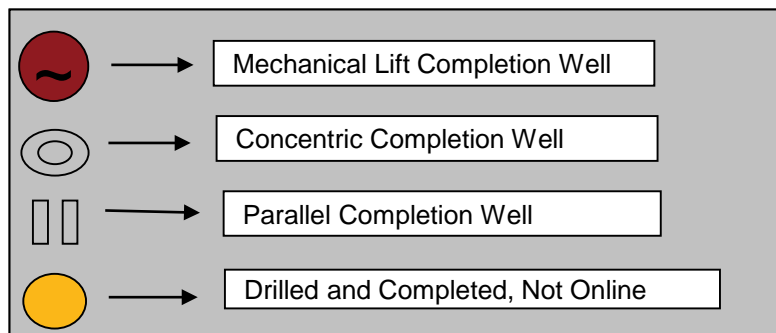 ~
Mechanical Lift Completion Well
Concentric Completion Well
Parallel Completion Well
Drilled and Completed, Not Online